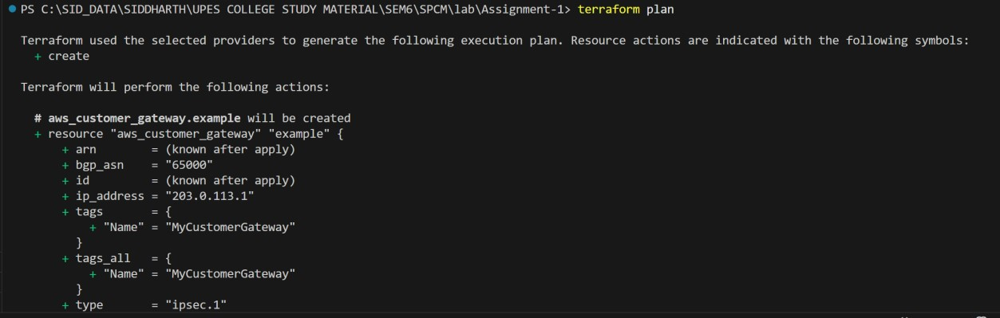 PS C:\SID_DATA\SIDDHARTH\UPES COLLEGE STUDY MATERIAL\SEM6\SPCM\lab\Assignment-1> terraform plan
Terraform used the selected providers to generate the following execution plan. Resource actions are indicated with the following symbols:
+ create
Terraform will perform the following actions:
# aws_customer_gateway.example will be created
+ resource "aws_customer_gateway" "example" {
+ arn = (known after apply)
+ bgp_asn = "65000"
+ id = (known after apply)
+ ip_address = "203.0.113.1"
+ tags = {
+ "Name" = "MyCustomerGateway"
}
+ tags_all = {
+ "Name" = "MyCustomerGateway"
}
+ type = "ipsec.1"